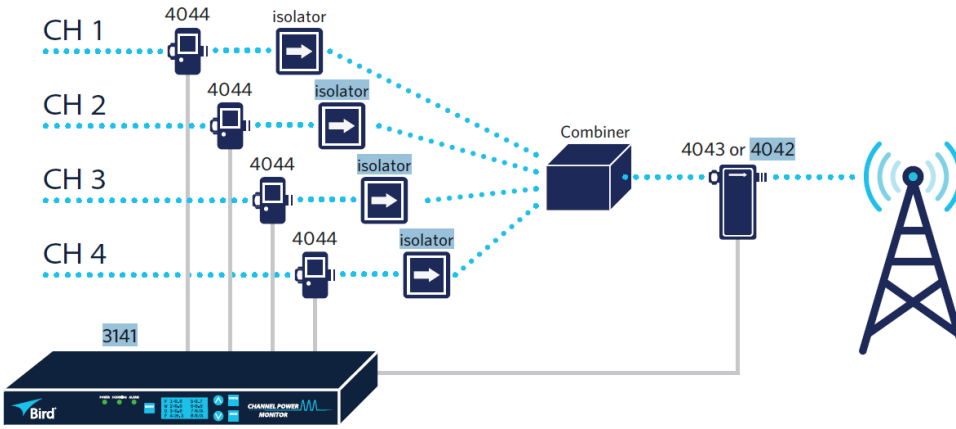 CH 1
4044
isolator
CH 2
4044
isolator
CH 3
4044
isolator
CH 4
4044
isolator
Combiner
4043 or 4042
3141
Bird
CHANNEL POWER
MONITOR